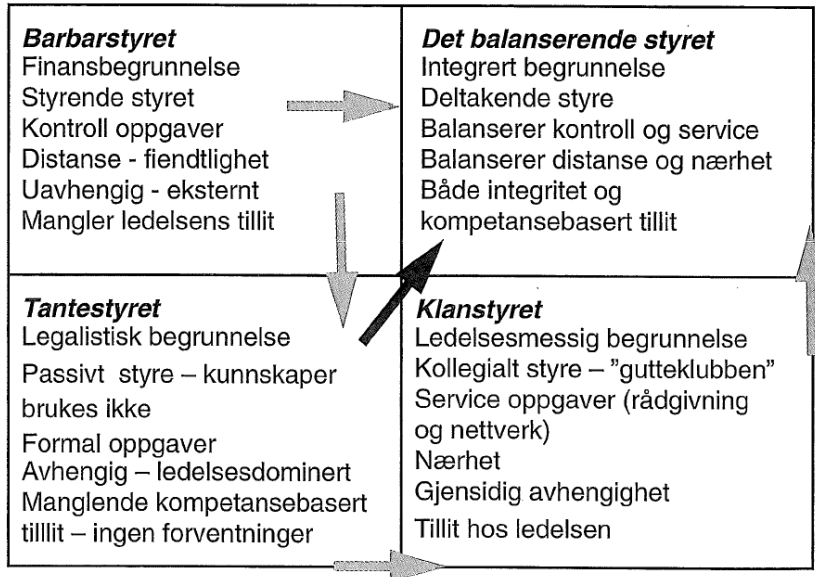 Barbarstyret
Finansbegrunnelse
Styrende styret
Kontroll oppgaver
Distanse - fiendtlighet
Uavhengig - eksternt
Mangler ledelsens tillit
Det balanserende styret
Integrert begrunnelse
Deltakende styre
Balanserer kontroll og service
Balanserer distanse og nærhet
Både integritet og
kompetansebasert tillit
Tantestyret
Legalistisk begrunnelse
Passivt styre – kunnskaper
brukes ikke
Formal oppgaver
Avhengig – ledelsesdominert
Manglende kompetansebasert
tilllit – ingen forventninger
Klanstyret
Ledelsesmessig begrunnelse
Kollegialt styre – ”gutteklubben”
Service oppgaver (rådgivning
og nettverk)
Nærhet
Gjensidig avhengighet
Tillit hos ledelsen